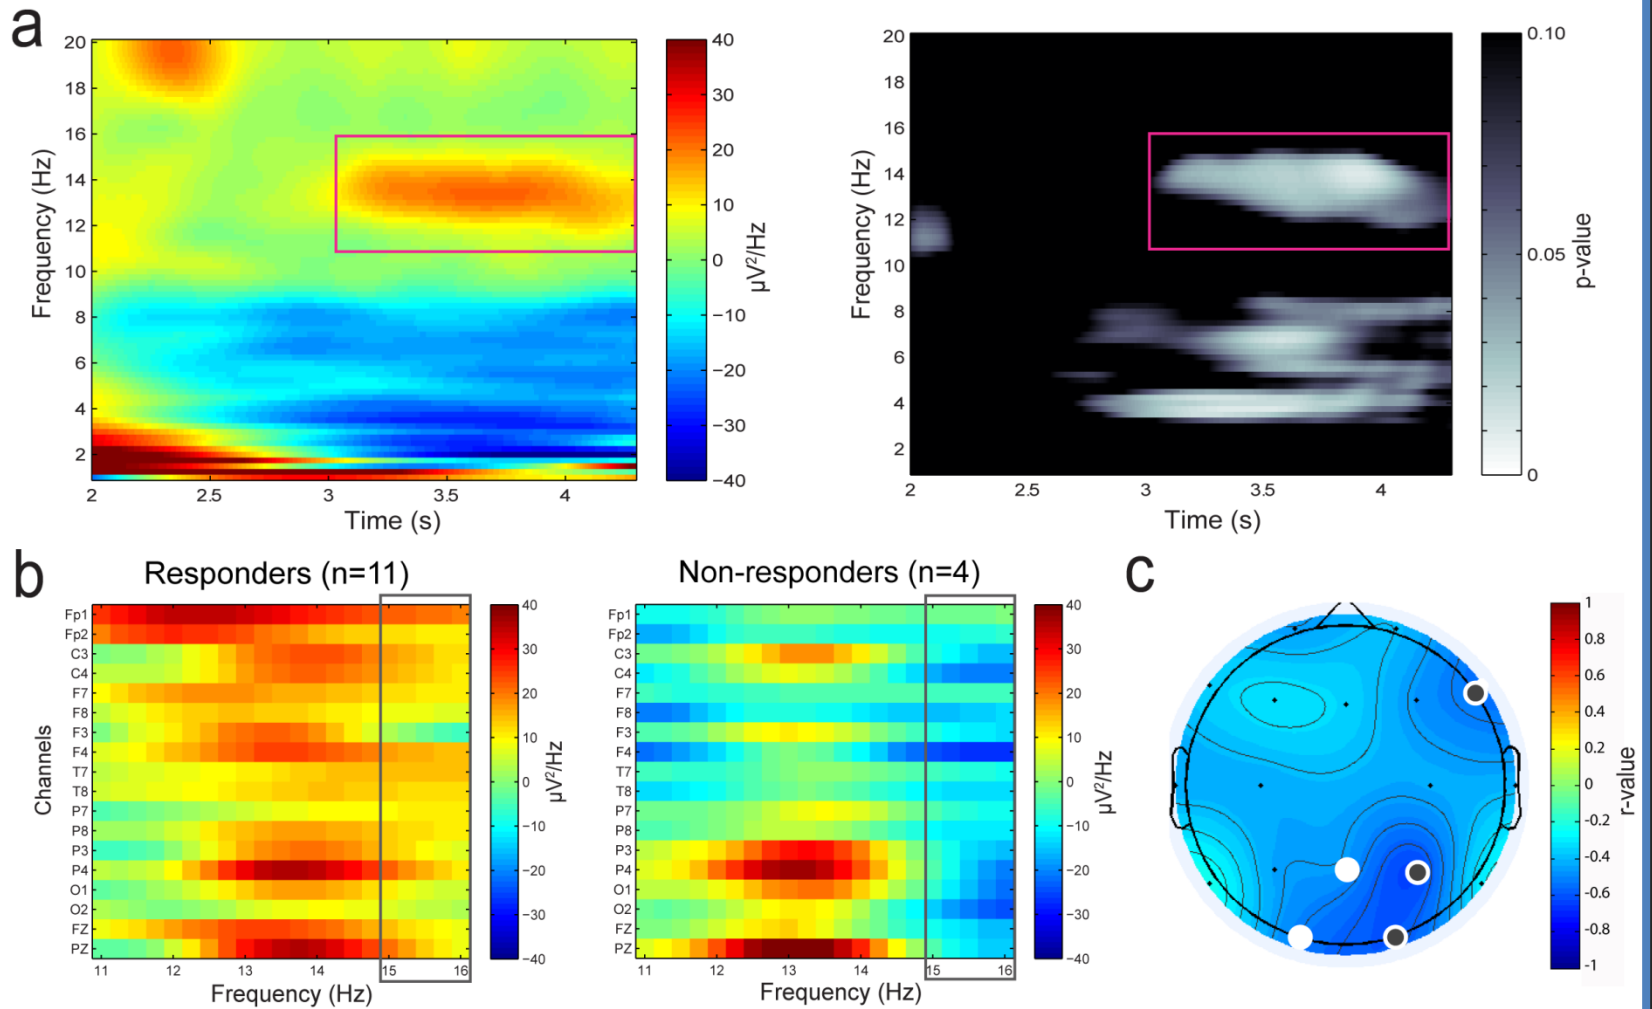 a
20
18
16
14
12
10
8
6
4
2
2
2.5
3
3.5
4
Frequency (Hz)
Time (s)
40
30
20
10
0
−10
−20
−30
−40
µV²/Hz
20
18
16
14
12
10
8
6
4
2
2
2.5
3
3.5
4
Frequency (Hz)
Time (s)
0.10
0.05
0
p-value
b
Responders (n=11)
Channels
Fp1
Fp2
C3
C4
F7
F8
F3
F4
T7
T8
P7
P8
P3
P4
O1
O2
FZ
PZ
11
12
13
14
15
16
Frequency (Hz)
40
30
20
10
0
−10
−20
−30
−40
µV²/Hz
Non-responders (n=4)
Fp1
Fp2
C3
C4
F7
F8
F3
F4
T7
T8
P7
P8
P3
P4
O1
O2
FZ
PZ
11
12
13
14
15
16
Frequency (Hz)
40
30
20
10
0
−10
−20
−30
−40
µV²/Hz
c
1
0.8
0.6
0.4
0.2
0
-0.2
-0.4
-0.6
-0.8
-1
r-value